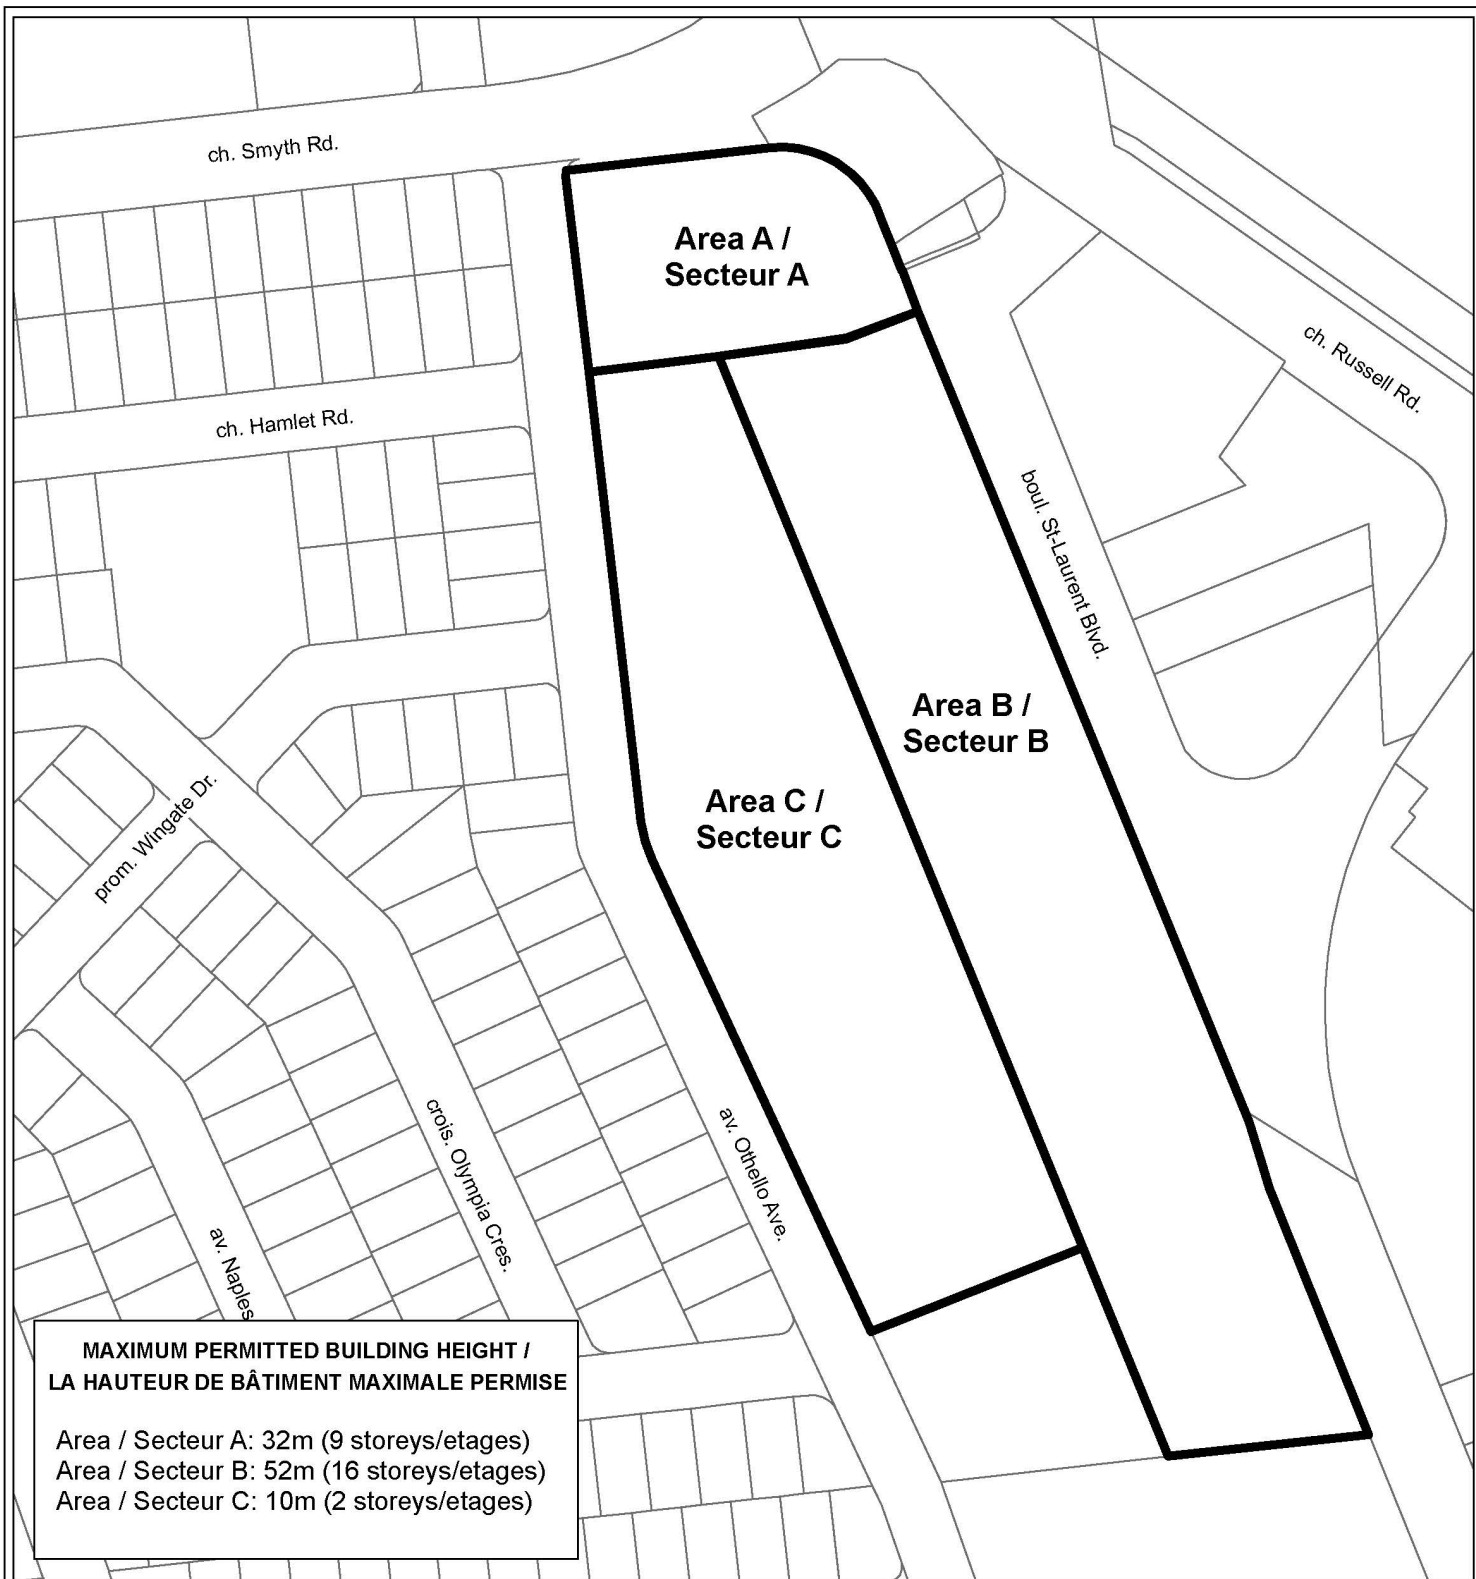 ch. Smyth Rd.
Area A /
Secteur A
ch. Russell Rd.
ch. Hamlet Rd.
boul. St-Laurent Blvd.
Area B /
Secteur B
Area C /
Secteur C
prom. Wingate Dr.
crois. Olympia Cres.
av. Othello Ave.
av. Naples
MAXIMUM PERMITTED BUILDING HEIGHT /
LA HAUTEUR DE BÂTIMENT MAXIMALE PERMISE
Area / Secteur A: 32m (9 storeys/etages)
Area / Secteur B: 52m (16 storeys/etages)
Area / Secteur C: 10m (2 storeys/etages)